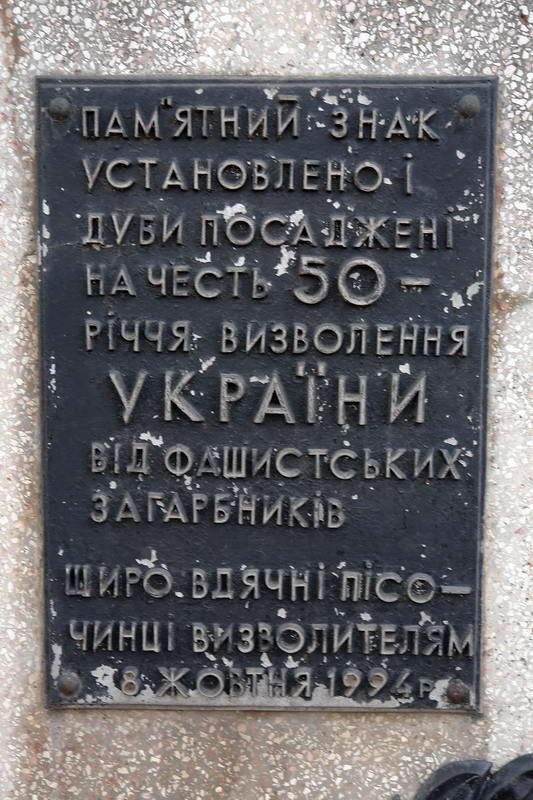 ПАМ"ЯТНИЙ ЗНАК
УСТАНОВЛЕНО І
ДУБИ ПОСАДЖЕНІ
НА ЧЕСТЬ 50-
РІЧЧЯ ВИЗВОЛЕННЯ
УКРАЇНИ
ВІД ФАШИСТСЬКИХ
ЗАГАРБНИКІВ
ЩИРО ВДЯЧНІ ПІСО-
ЧИНЦІ ВИЗВОЛИТЕЛЯМ
8 ЖОВТНЯ 1994р